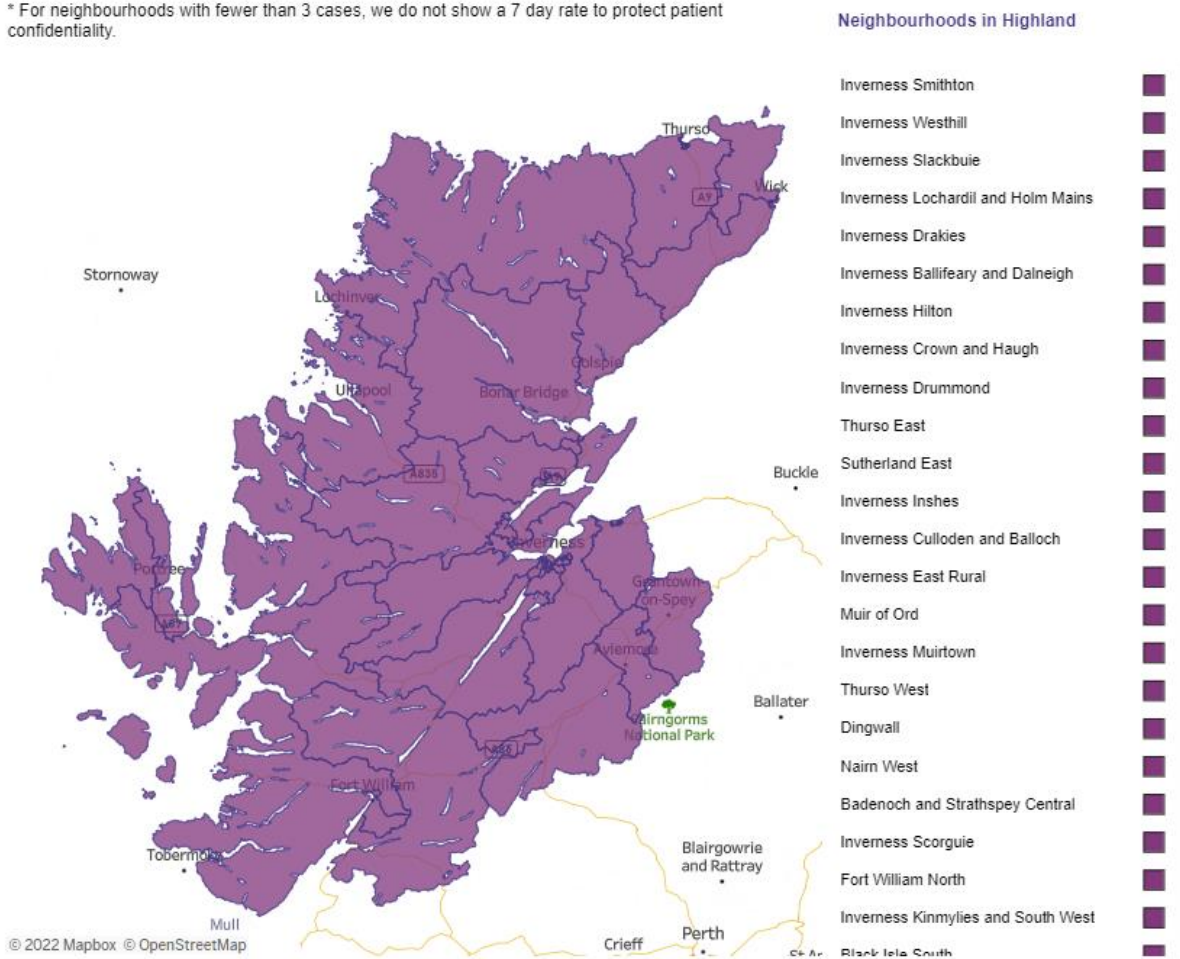 * For neighbourhoods with fewer than 3 cases, we do not show a 7 day rate to protect patient
confidentiality.
Neighbourhoods in Highland
Inverness Smithton
Inverness Westhill
Inverness Slackbuie
Inverness Lochardil and Holm Mains
Inverness Drakies
Inverness Ballifeary and Dalneigh
Inverness Hilton
Inverness Crown and Haugh
Inverness Drummond
Thurso East
Sutherland East
Inverness Inshes
Inverness Culloden and Balloch
Inverness East Rural
Muir of Ord
Inverness Muirtown
Thurso West
Dingwall
Nairn West
Badenoch and Strathspey Central
Inverness Scorguie
Fort William North
Inverness Kinmylies and South West
Black Isle South
Thurso
Wick
A9
Stornoway
Lochinver
Golspie
Ullapool
Bonar Bridge
A835
A9
Buckie
Inverness
Portree
Grantown-
on-Spey
A87
Aviemore
Ballater
Cairngorms
National Park
A86
Fort William
Tobermory
Blairgowrie
and Rattray
Mull
Perth
Crieff
St Ar
© 2022 Mapbox © OpenStreetMap